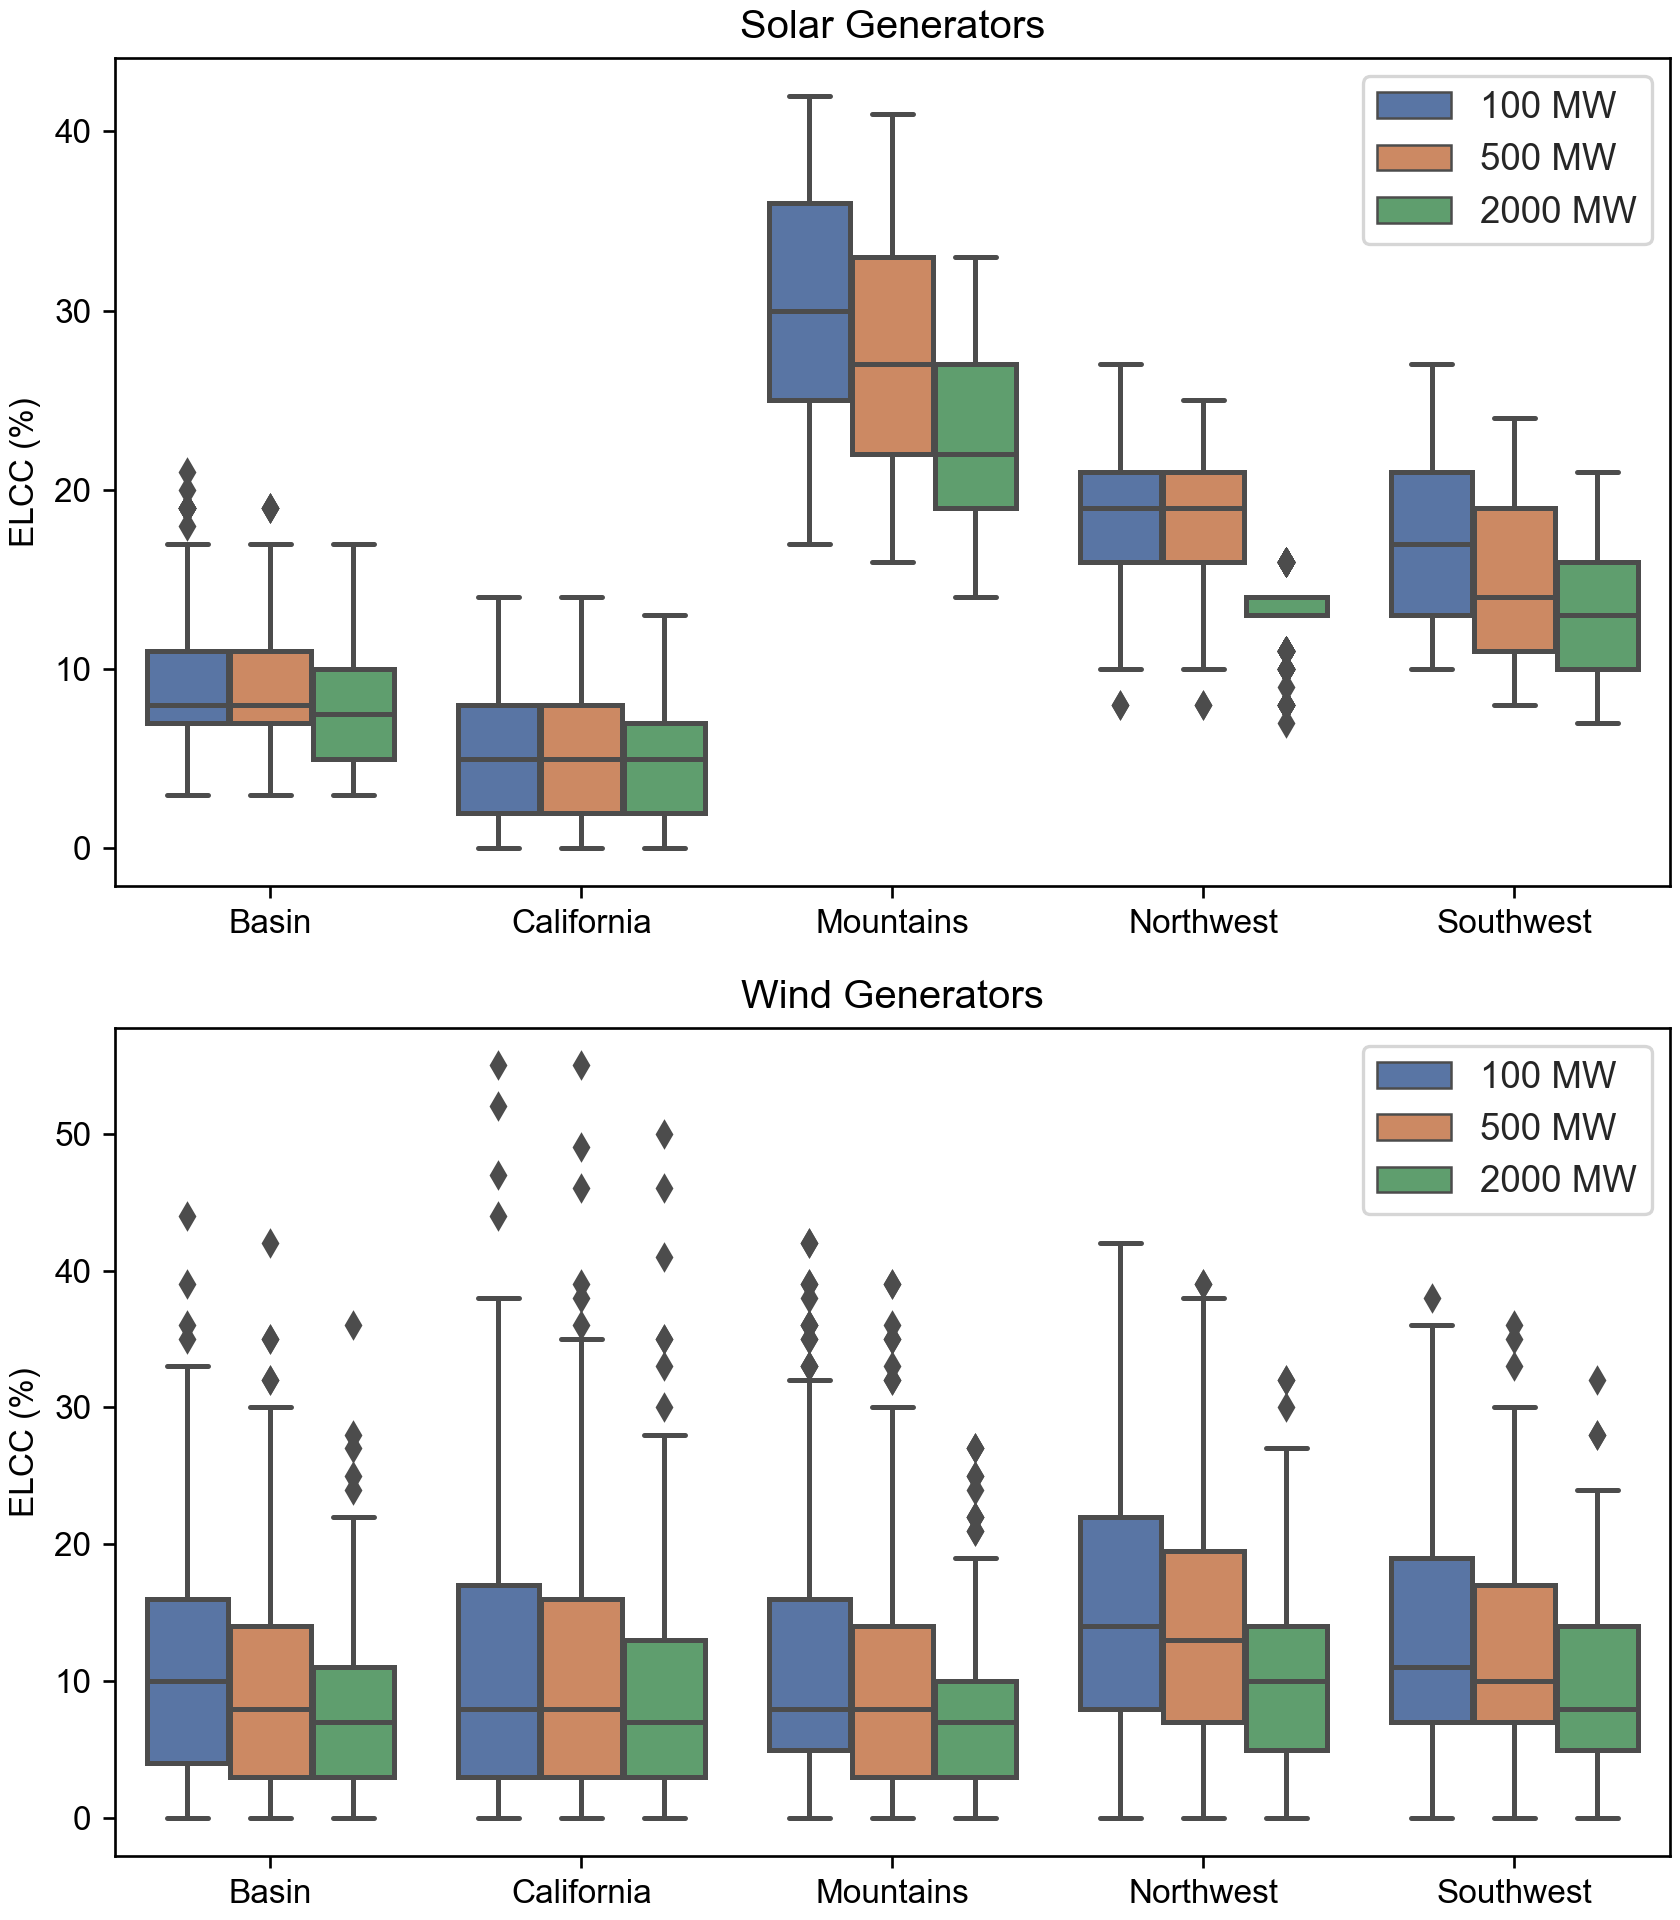 Solar Generators
100 MW
500 MW
2000 MW
40
30
20
10
0
ELCC (%)
Basin
California
Mountains
Northwest
Southwest
Wind Generators
100 MW
500 MW
2000 MW
50
40
30
20
10
0
ELCC (%)
Basin
California
Mountains
Northwest
Southwest